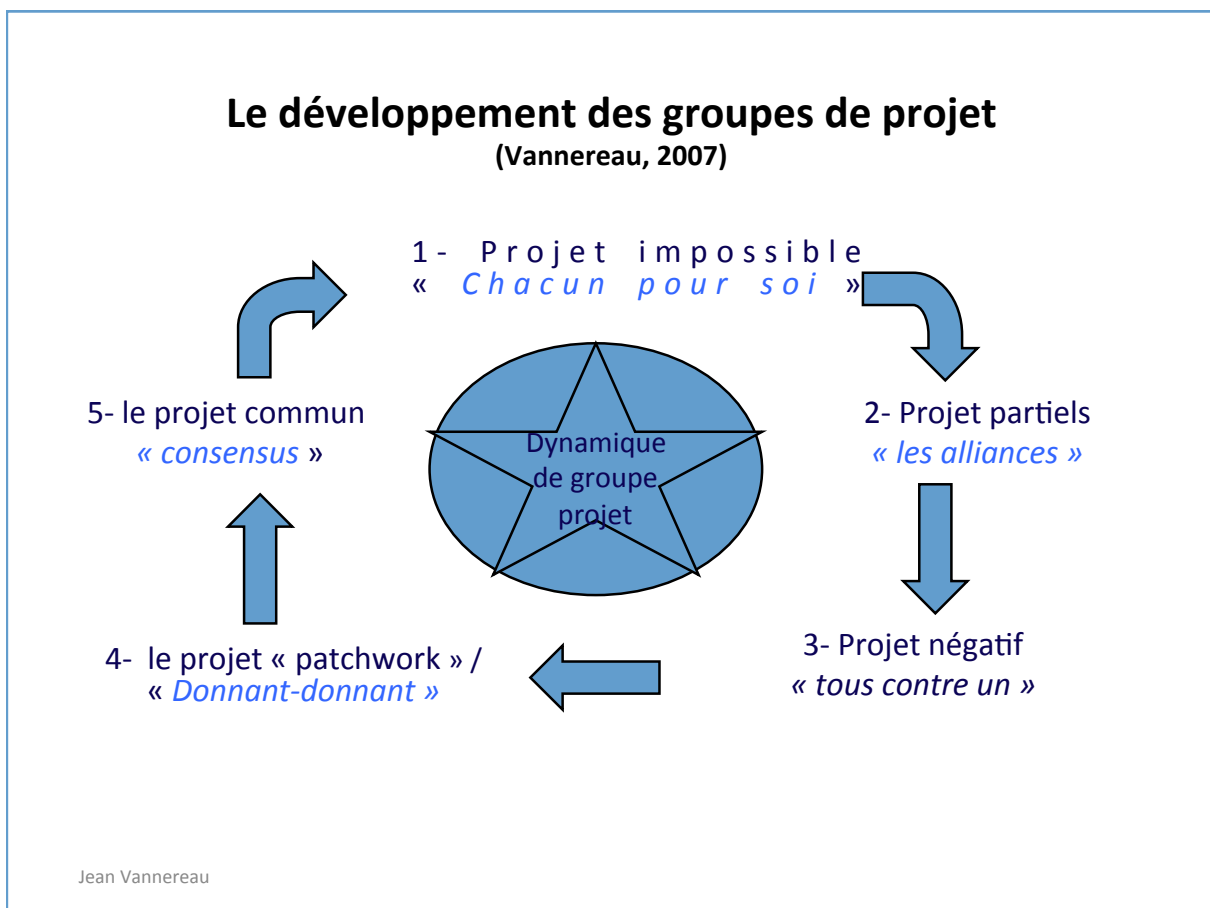 Le développement des groupes de projet
(Vannereau, 2007)
1- Projet impossible
« Chacun pour soi »
2- Projet partiels
« les alliances »
3- Projet négatif
« tous contre un »
4- le projet « patchwork » /
« Donnant-donnant »
5- le projet commun
« consensus »
Dynamique
de groupe
projet
Jean Vannereau